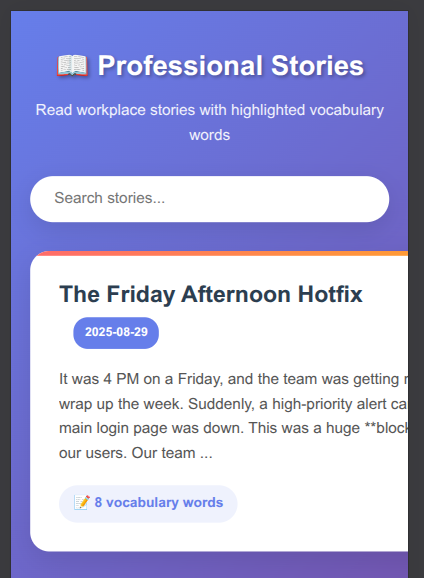 📖 Professional Stories
Read workplace stories with highlighted vocabulary
words
Search stories...
The Friday Afternoon Hotfix
2025-08-29
It was 4 PM on a Friday, and the team was getting
wrap up the week. Suddenly, a high-priority alert
main login page was down. This was a huge **block
our users. Our team ...
📝 8 vocabulary words